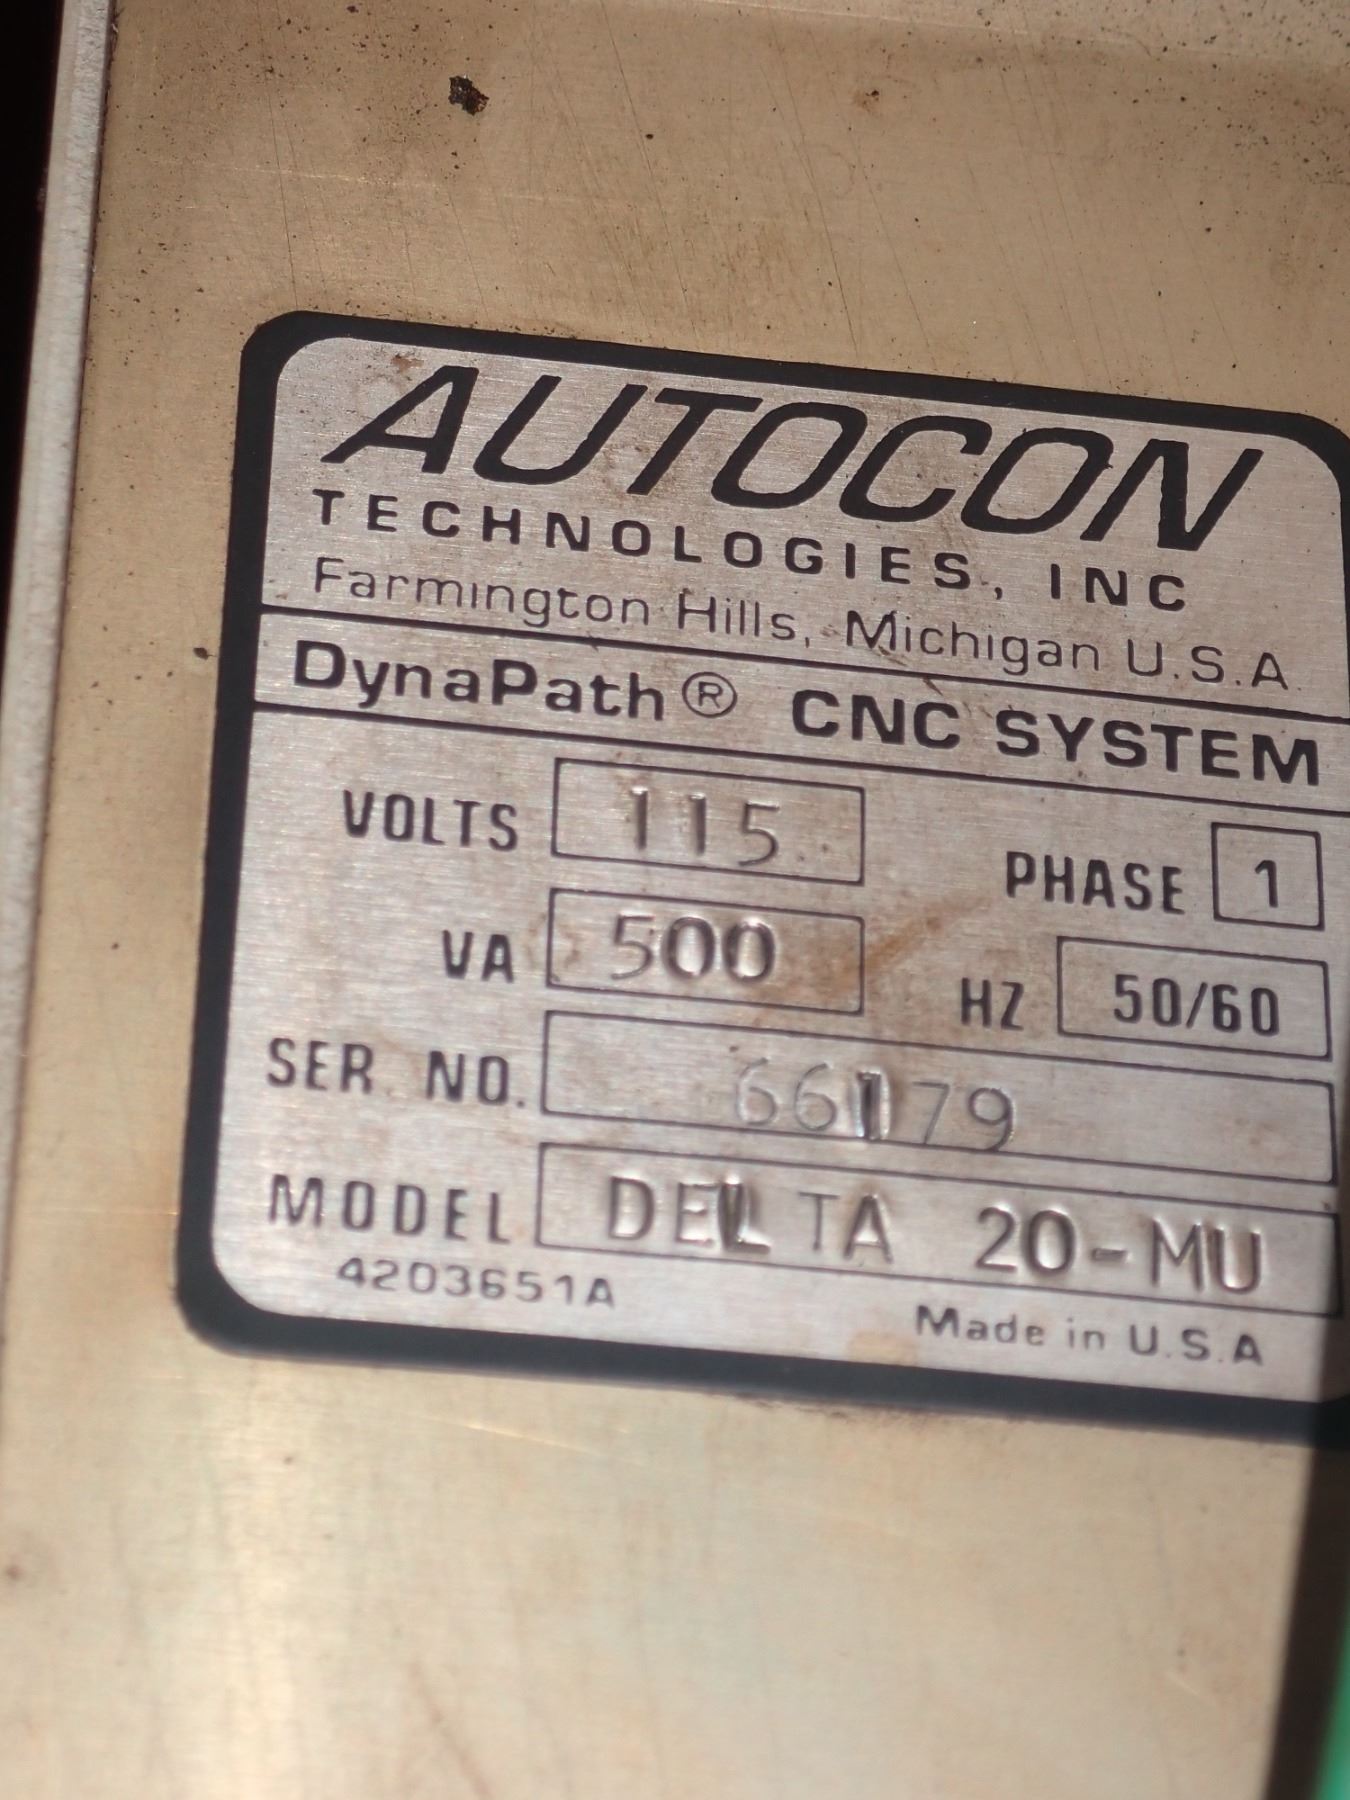 AUTOCON
TECHNOLOGIES, INC
Farmington Hills, Michigan U.S.A.
DynaPath® CNC SYSTEM
VOLTS 115 PHASE 1
VA 500 HZ 50/60
SER. NO. 66179
MODEL DELTA 20-MU
4203651A Made in U.S.A